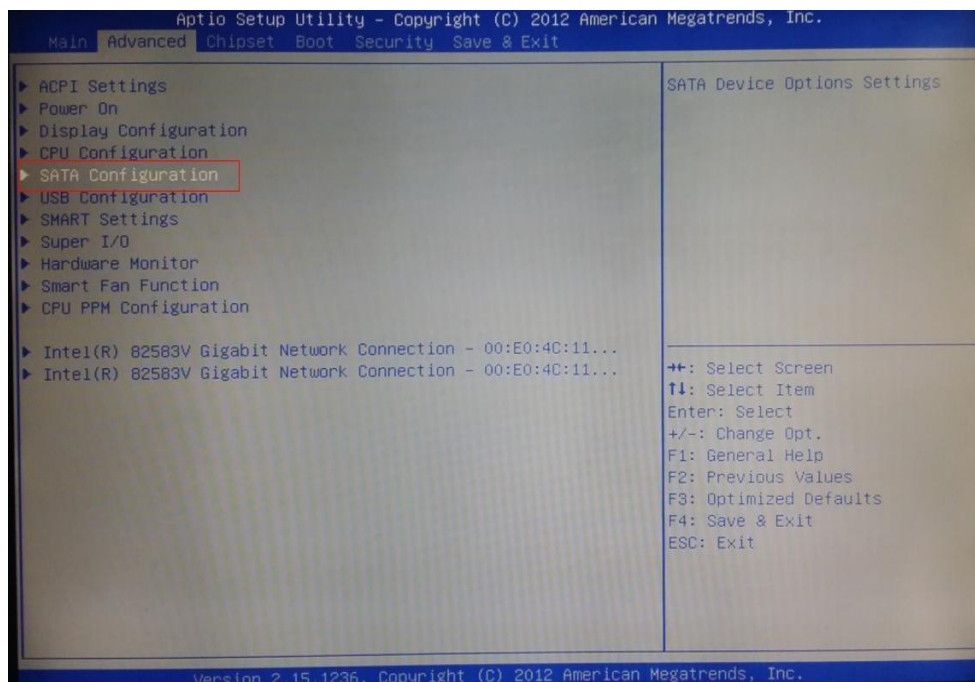 Aptio Setup Utility – Copyright (C) 2012 American Megatrends, Inc.
Main Advanced Chipset Boot Security Save & Exit
ACPI Settings
Power On
Display Configuration
CPU Configuration
SATA Configuration
USB Configuration
SMART Settings
Super I/O
Hardware Monitor
Smart Fan Function
CPU PPM Configuration
Intel(R) 82583V Gigabit Network Connection – 00:E0:4C:11...
Intel(R) 82583V Gigabit Network Connection – 00:E0:4C:11...
SATA Device Options Settings
→←: Select Screen
↑↓: Select Item
Enter: Select
+/-: Change Opt.
F1: General Help
F2: Previous Values
F3: Optimized Defaults
F4: Save & Exit
ESC: Exit
Version 2.15.1236. Copyright (C) 2012 American Megatrends, Inc.